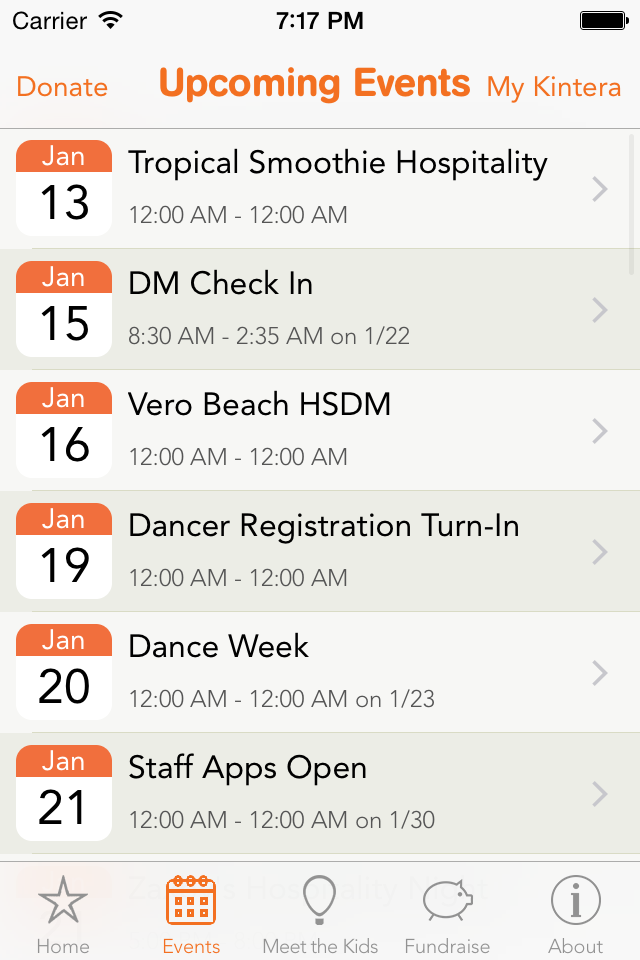 Carrier 7:17 PM
Donate Upcoming Events My Kintera
Jan
13
Tropical Smoothie Hospitality
12:00 AM - 12:00 AM
Jan
15
DM Check In
8:30 AM - 2:35 AM on 1/22
Jan
16
Vero Beach HSDM
12:00 AM - 12:00 AM
Jan
19
Dancer Registration Turn-In
12:00 AM - 12:00 AM
Jan
20
Dance Week
12:00 AM - 12:00 AM on 1/23
Jan
21
Staff Apps Open
12:00 AM - 12:00 AM on 1/30
Hospitality Night
Home Events Meet the Kids Fundraise About